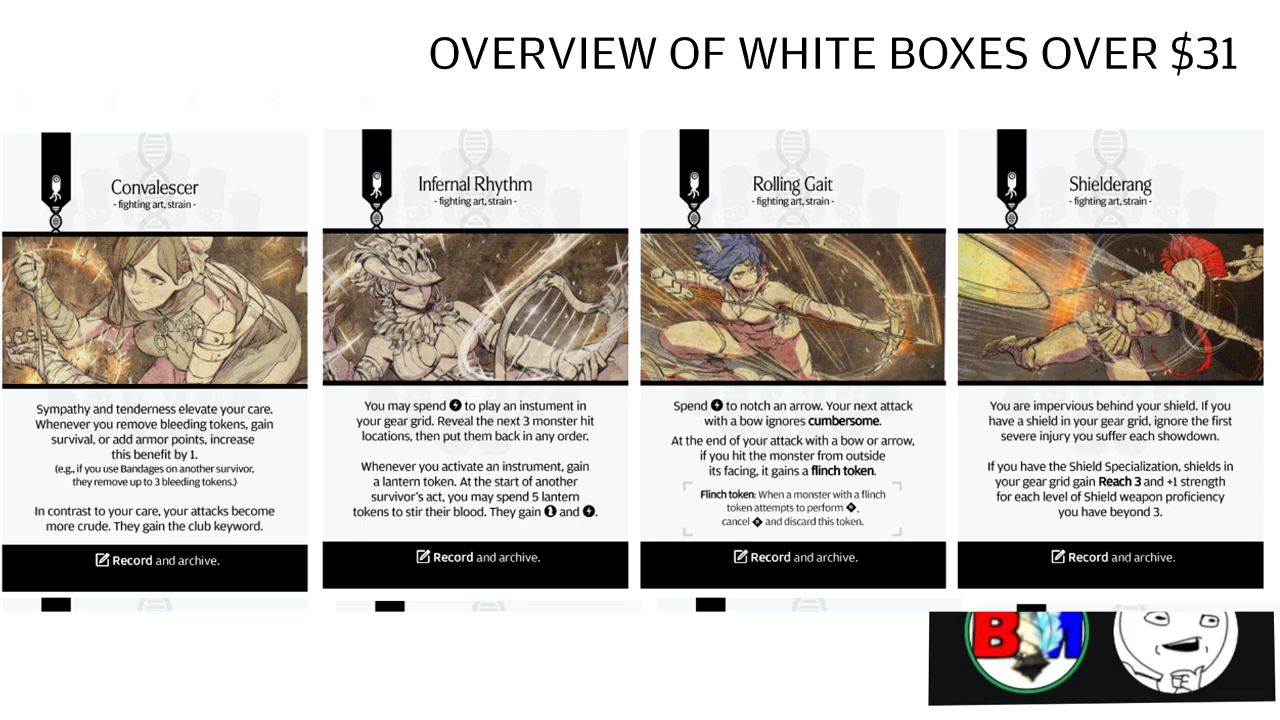 OVERVIEW OF WHITE BOXES OVER $31
Convalescer
- fighting art, strain -
Sympathy and tenderness elevate your care.
Whenever you remove bleeding tokens, gain
survival, or add armor points, increase
this benefit by 1.
(e.g., if you use Bandages on another survivor,
they remove up to 3 bleeding tokens.)
In contrast to your care, your attacks become
more crude. They gain the club keyword.
Record and archive.
Infernal Rhythm
- fighting art, strain -
You may spend to play an instument in
your gear grid. Reveal the next 3 monster hit
locations, then put them back in any order.
Whenever you activate an instrument, gain
a lantern token. At the start of another
survivor's act, you may spend 5 lantern
tokens to stir their blood. They gain and .
Record and archive.
Rolling Gait
- fighting art, strain -
Spend to notch an arrow. Your next attack
with a bow ignores cumbersome.
At the end of your attack with a bow or arrow,
if you hit the monster from outside
its facing, it gains a flinch token.
Flinch token: When a monster with a flinch
token attempts to perform ,
cancel and discard this token.
Record and archive.
Shielderang
- fighting art, strain -
You are impervious behind your shield. If you
have a shield in your gear grid, ignore the first
severe injury you suffer each showdown.
If you have the Shield Specialization, shields in
your gear grid gain Reach 3 and +1 strength
for each level of Shield weapon proficiency
you have beyond 3.
Record and archive.